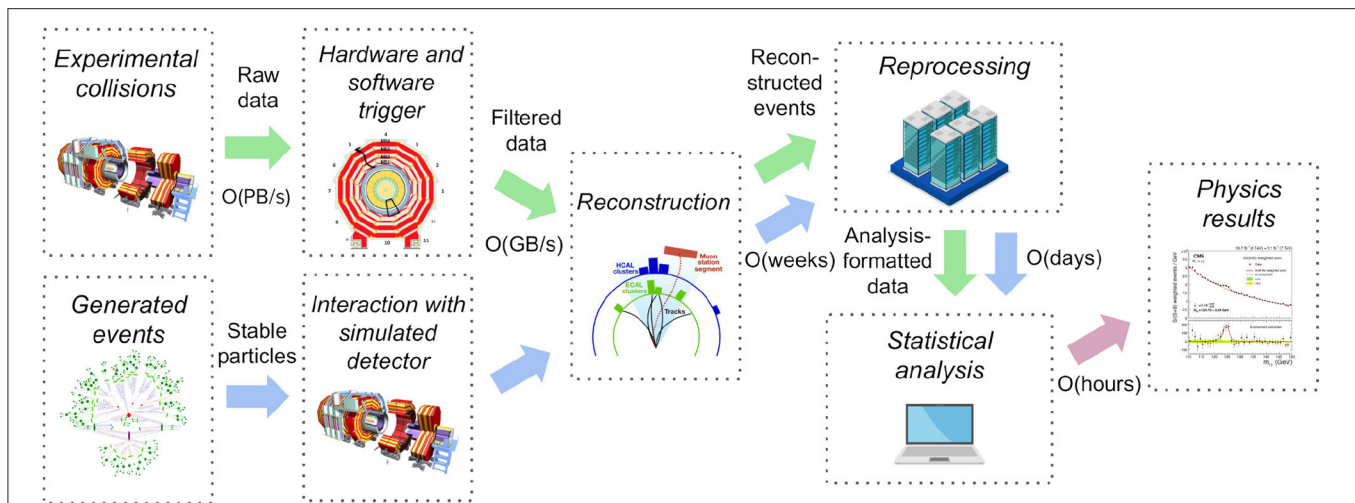 Experimental
collisions
Raw
data
O(PB/s)
Hardware and
software
trigger
Filtered
data
O(GB/s)
Generated
events
Stable
particles
Interaction with
simulated
detector
Reconstruction
HCAL
clusters
ECAL
clusters
Muon
station
segment
Tracks
Recon-
structed
events
O(weeks)
Reprocessing
Analysis-
formatted
data
O(days)
Statistical
analysis
O(hours)
Physics
results
CMS